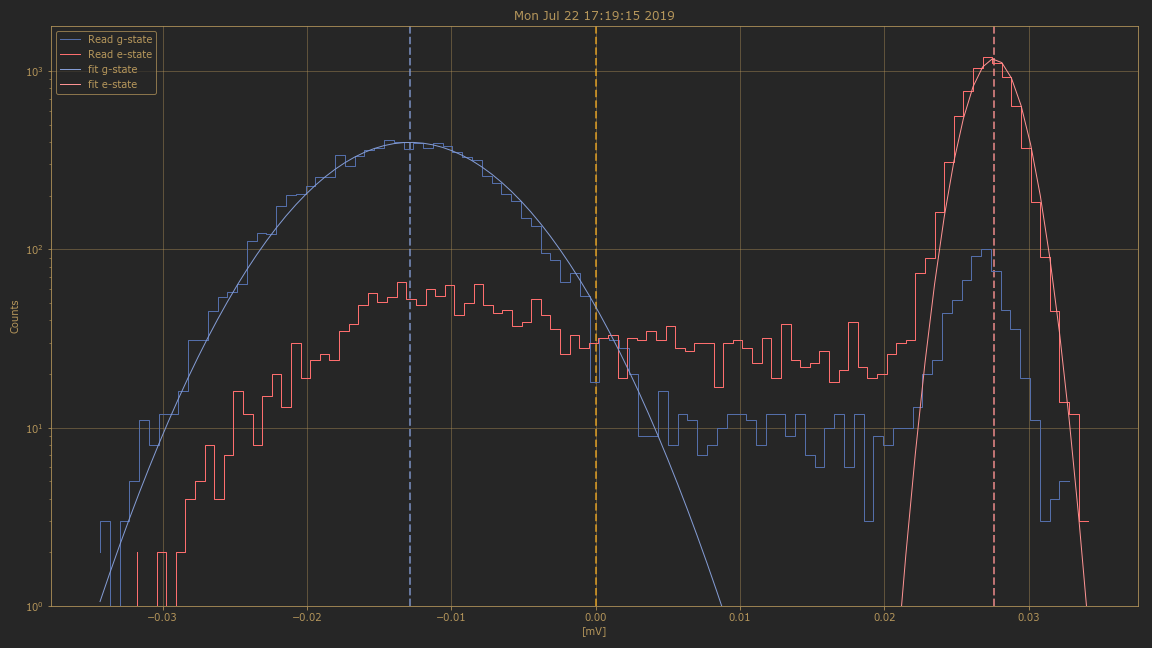 Mon Jul 22 17:19:15 2019
Read g-state
Read e-state
fit g-state
fit e-state
10³
10²
10¹
10⁰
Counts
−0.03 −0.02 −0.01 0.00 0.01 0.02 0.03
[mV]